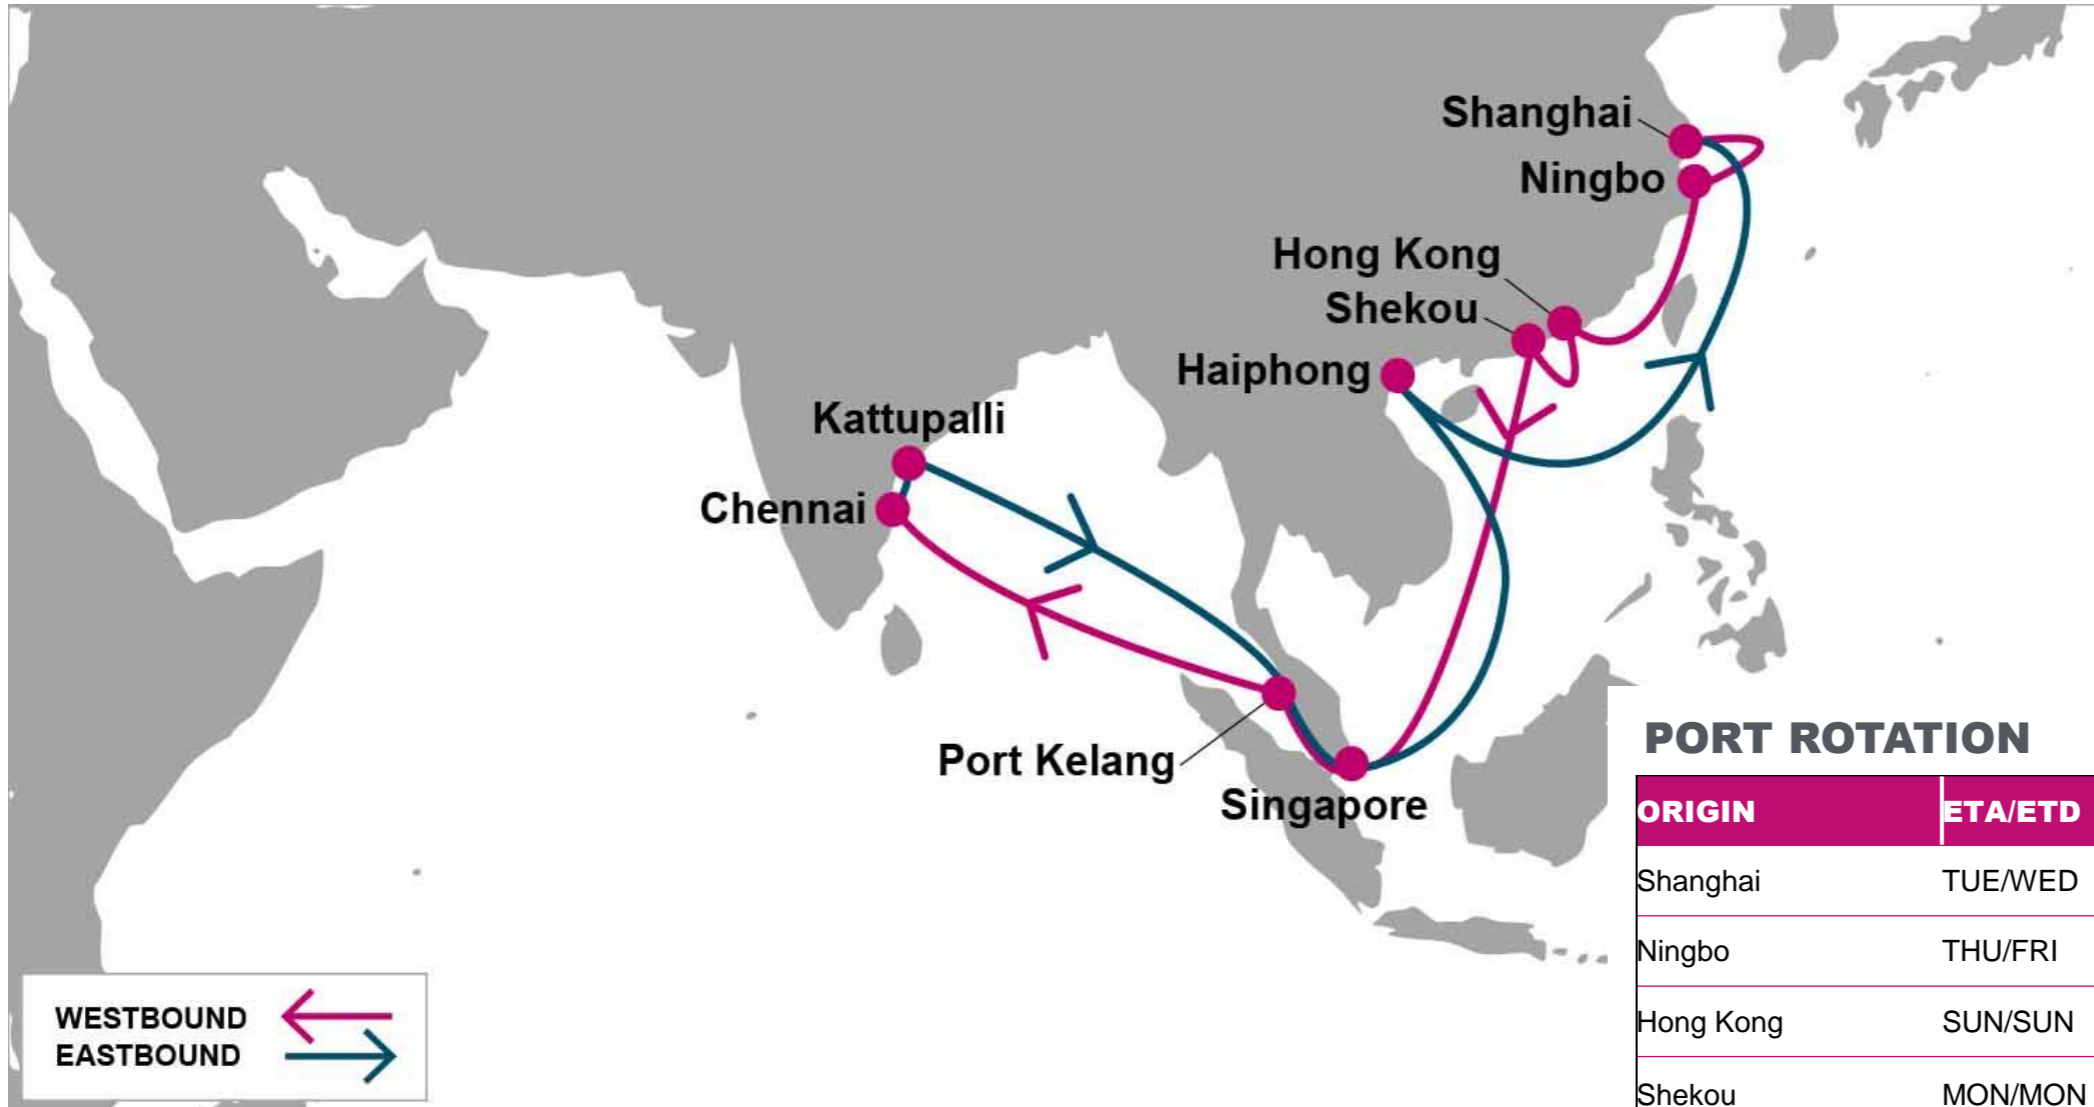 Shanghai
Ningbo
Hong Kong
Shekou
Haiphong
Kattupalli
Chennai
Port Kelang
Singapore
WESTBOUND
EASTBOUND
PORT ROTATION
ORIGIN ETA/ETD
Shanghai TUE/WED
Ningbo THU/FRI
Hong Kong SUN/SUN
Shekou MON/MON